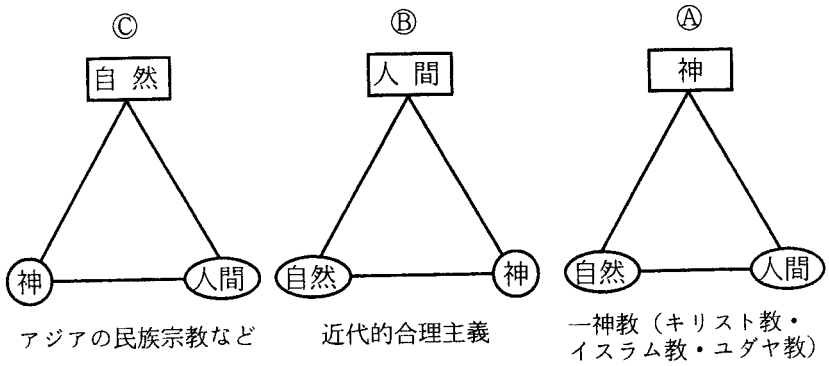 Ⓒ
自然
神
人間
アジアの民族宗教など
Ⓑ
人間
自然
神
近代的合理主義
Ⓐ
神
自然
人間
一神教（キリスト教・
イスラム教・ユダヤ教）